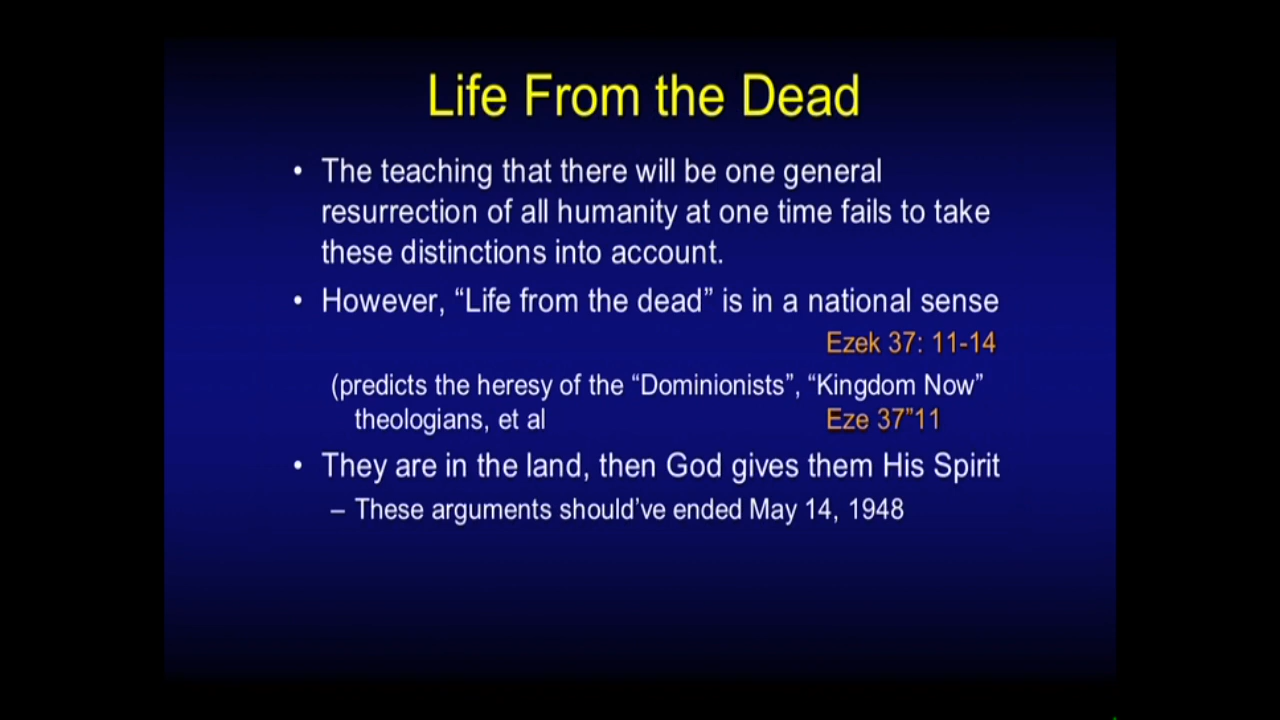 Life From the Dead
• The teaching that there will be one general
resurrection of all humanity at one time fails to take
these distinctions into account.
• However, “Life from the dead” is in a national sense
Ezek 37: 11-14
(predicts the heresy of the “Dominionists”, “Kingdom Now”
theologians, et al Eze 37”11
• They are in the land, then God gives them His Spirit
– These arguments should’ve ended May 14, 1948